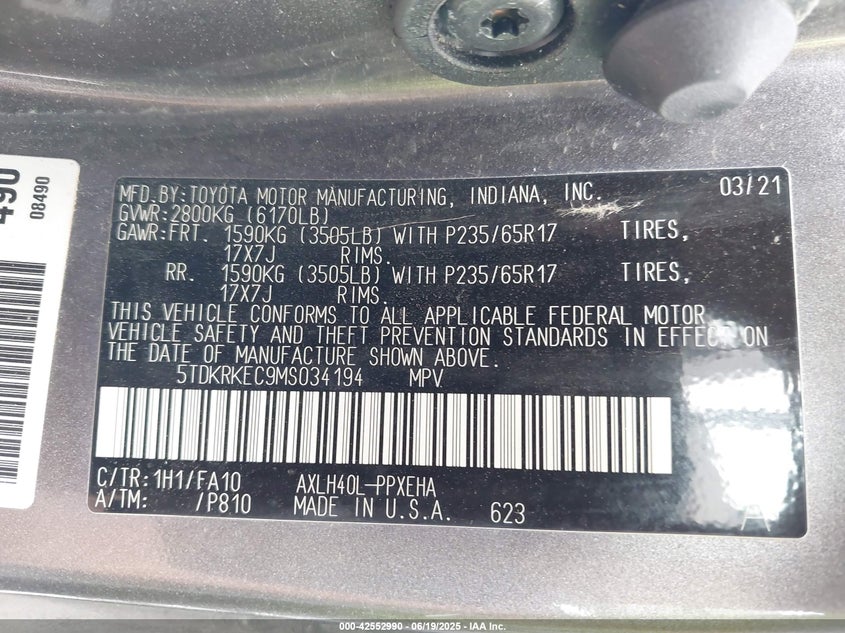 490
08490
MFD.BY:TOYOTA MOTOR MANUFACTURING, INDIANA, INC. 03/21
GVWR:2800KG (6170LB)
GAWR:FRT. 1590KG (3505LB) WITH P235/65R17 TIRES,
17X7J RIMS.
RR. 1590KG (3505LB) WITH P235/65R17 TIRES,
17X7J RIMS.
THIS VEHICLE CONFORMS TO ALL APPLICABLE FEDERAL MOTOR
VEHICLE SAFETY AND THEFT PREVENTION STANDARDS IN EFFECT ON
THE DATE OF MANUFACTURE SHOWN ABOVE.
5TDKRKEC9MS034194 MPV
C/TR:1H1/FA10 AXLH40L-PPXEHA
A/TM: /P810 MADE IN U.S.A. 623
A
000-42552990 - 06/19/2025 - IAA Inc.